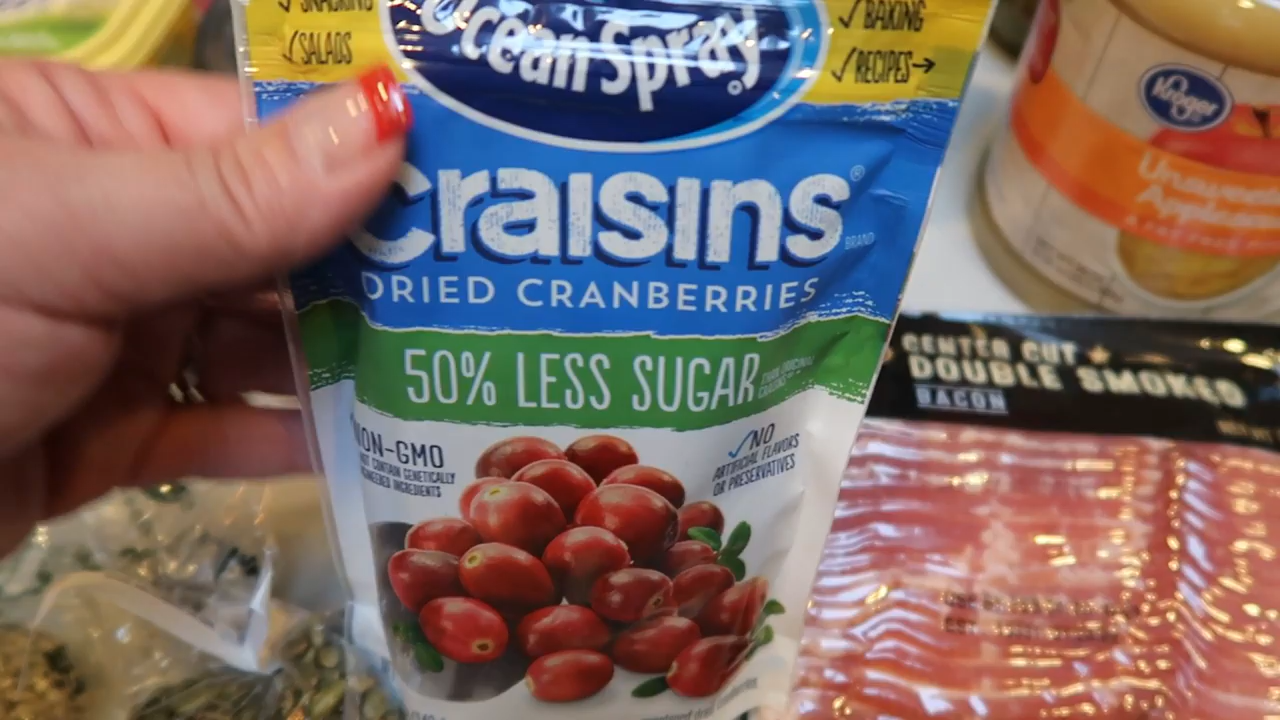 ✓SNACKING
✓SALADS
Ocean Spray
✓BAKING
✓RECIPES→
craisins®
BRAND
DRIED CRANBERRIES
50% LESS SUGAR
NON-GMO
✓NO
ARTIFICIAL FLAVORS
OR PRESERVATIVES
Kroger
CENTER CUT
DOUBLE SMOKED
BACON